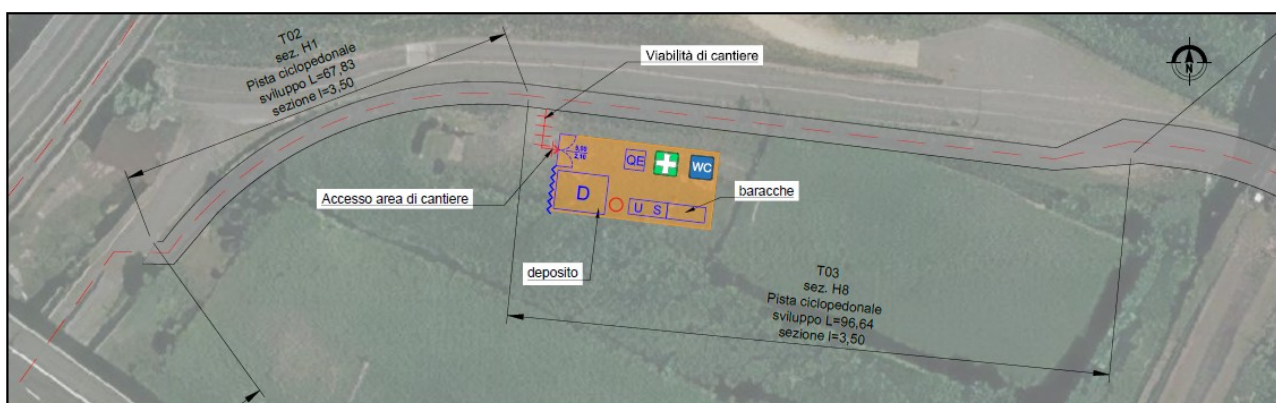 T02
sez. H1
Pista ciclopedonale
sviluppo L=67,83
sezione l=3,50
Viabilità di cantiere
N
QE
WC
Accesso area di cantiere
D
U S
baracche
deposito
T03
sez. H8
Pista ciclopedonale
sviluppo L=96,64
sezione l=3,50